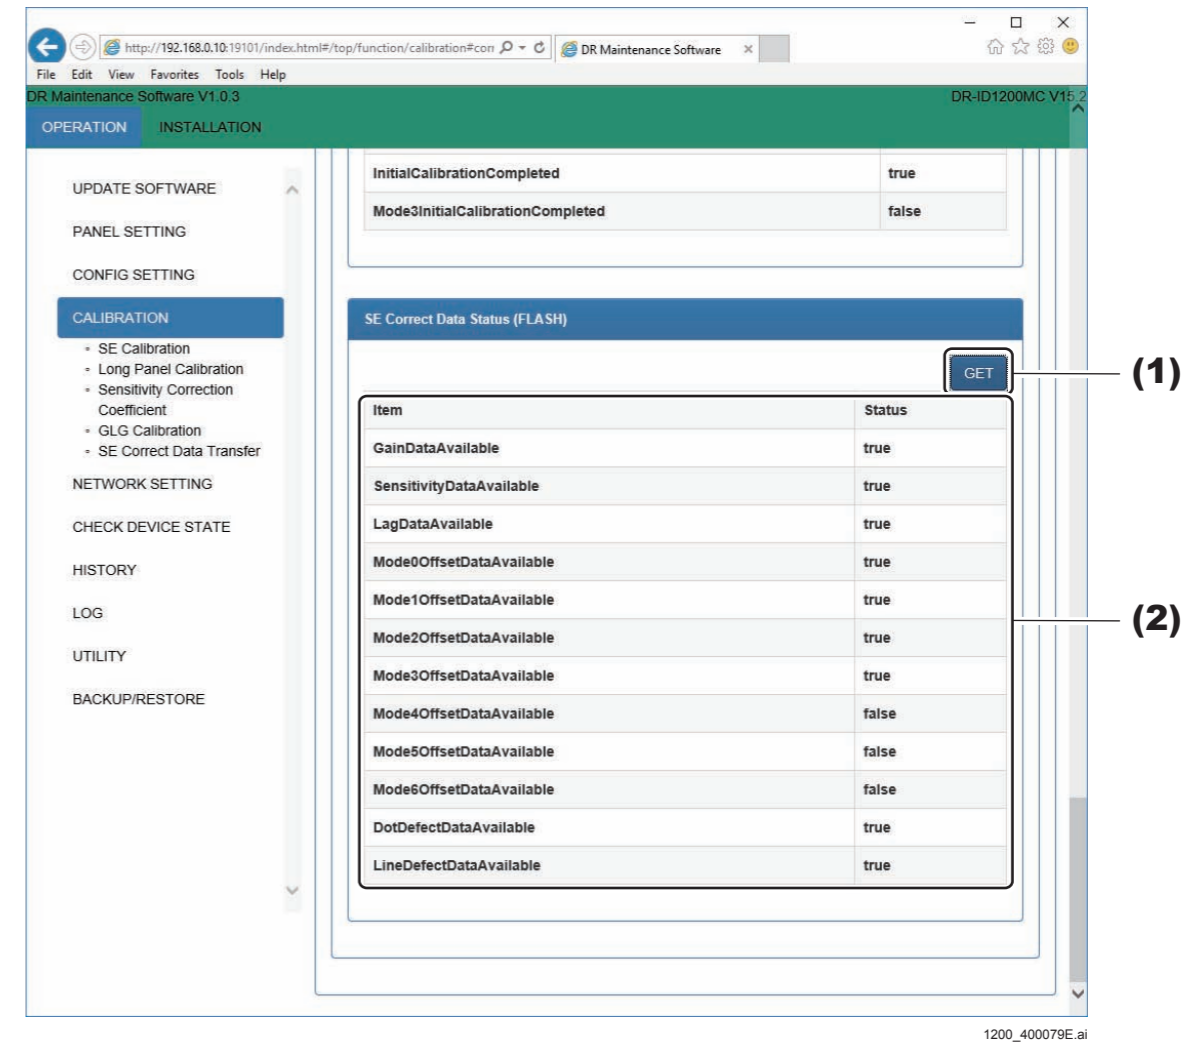 http://192.168.0.10:19101/index.html#/top/function/calibration#con
DR Maintenance Software
File Edit View Favorites Tools Help
DR Maintenance Software V1.0.3
DR-ID1200MC V15.2
OPERATION INSTALLATION
UPDATE SOFTWARE
PANEL SETTING
CONFIG SETTING
CALIBRATION
SE Calibration
Long Panel Calibration
Sensitivity Correction
Coefficient
GLG Calibration
SE Correct Data Transfer
NETWORK SETTING
CHECK DEVICE STATE
HISTORY
LOG
UTILITY
BACKUP/RESTORE
InitialCalibrationCompleted true
Mode3InitialCalibrationCompleted false
SE Correct Data Status (FLASH)
GET
(1)
Item Status
GainDataAvailable true
SensitivityDataAvailable true
LagDataAvailable true
Mode0OffsetDataAvailable true
Mode1OffsetDataAvailable true
Mode2OffsetDataAvailable true
Mode3OffsetDataAvailable true
Mode4OffsetDataAvailable false
Mode5OffsetDataAvailable false
Mode6OffsetDataAvailable false
DotDefectDataAvailable true
LineDefectDataAvailable true
(2)
1200_400079E.ai